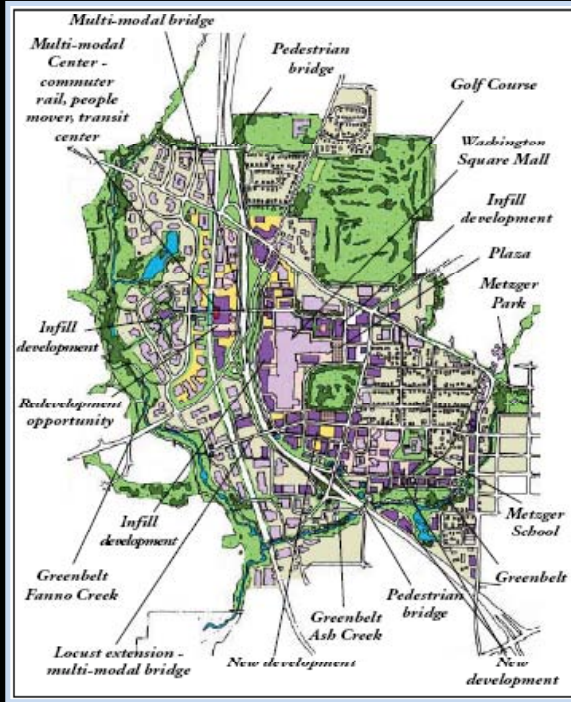 Multi-modal bridge
Multi-modal
Center -
commuter
rail, people
mover, transit
center
Pedestrian
bridge
Golf Course
Washington
Square Mall
Infill
development
Plaza
Metzger
Park
Infill
development
Redevelopment
opportunity
Infill
development
Greenbelt
Fanno Creek
Locust extension -
multi-modal bridge
New development
Greenbelt
Ash Creek
Pedestrian
bridge
Metzger
School
Greenbelt
New
development